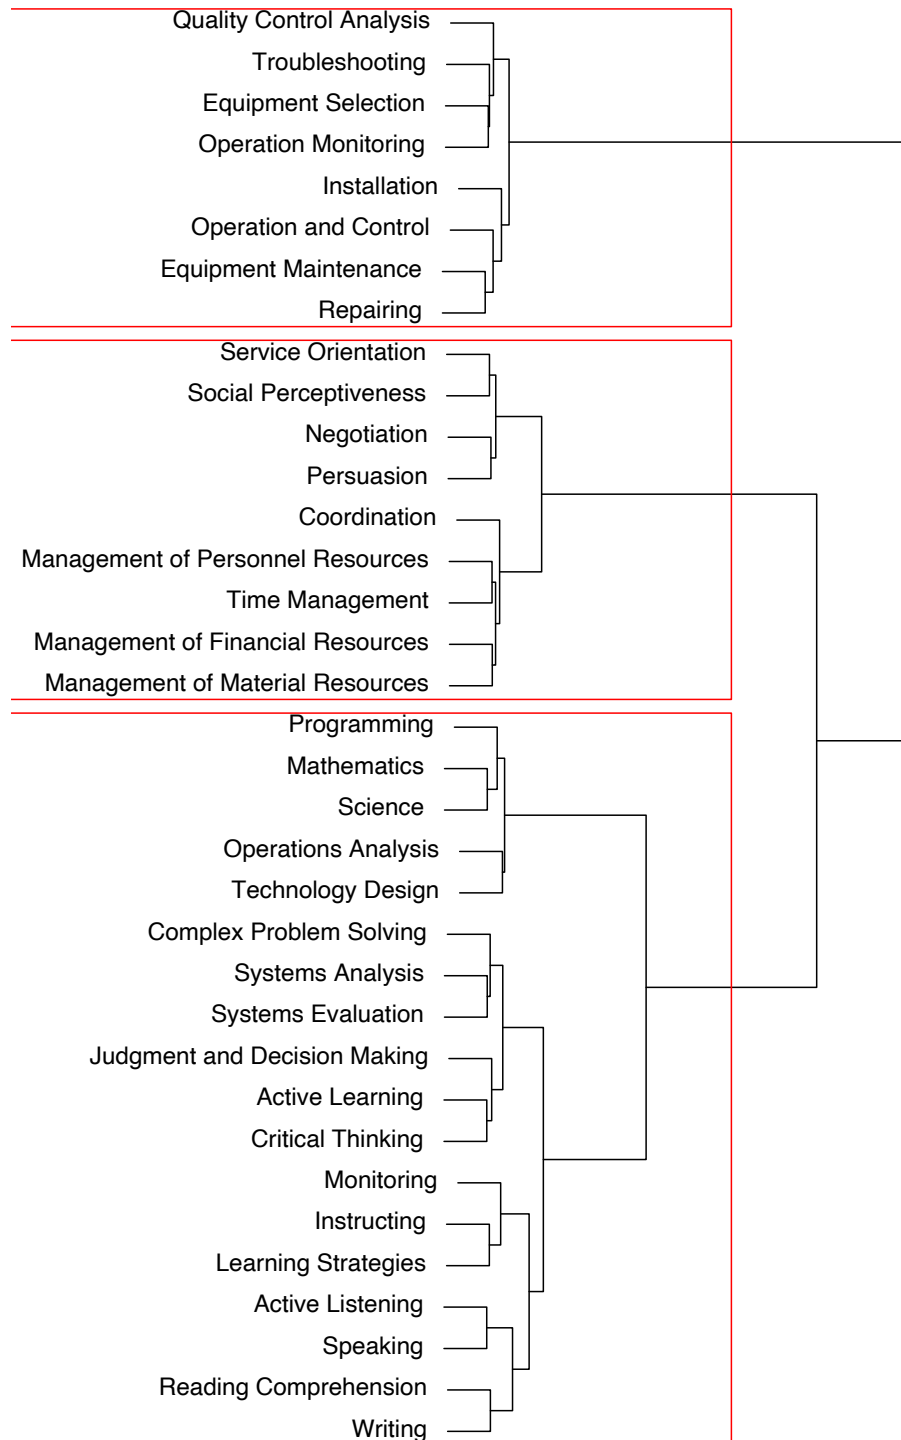 Quality Control Analysis
Troubleshooting
Equipment Selection
Operation Monitoring
Installation
Operation and Control
Equipment Maintenance
Repairing
Service Orientation
Social Perceptiveness
Negotiation
Persuasion
Coordination
Management of Personnel Resources
Time Management
Management of Financial Resources
Management of Material Resources
Programming
Mathematics
Science
Operations Analysis
Technology Design
Complex Problem Solving
Systems Analysis
Systems Evaluation
Judgment and Decision Making
Active Learning
Critical Thinking
Monitoring
Instructing
Learning Strategies
Active Listening
Speaking
Reading Comprehension
Writing